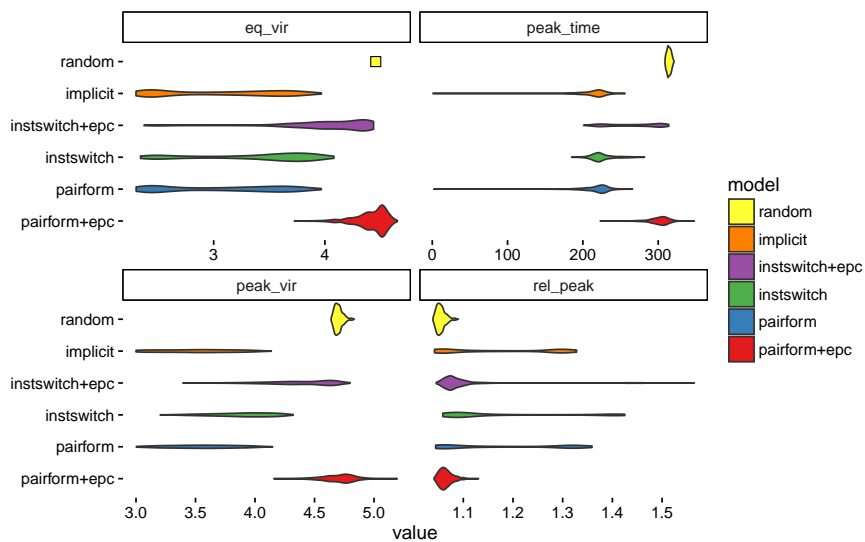 eq_vir peak_time
random
implicit
instswitch+epc
instswitch
pairform
pairform+epc
3 4 0 100 200 300
peak_vir rel_peak
random
implicit
instswitch+epc
instswitch
pairform
pairform+epc
3.0 3.5 4.0 4.5 5.0 1.1 1.2 1.3 1.4 1.5
value
model
random
implicit
instswitch+epc
instswitch
pairform
pairform+epc